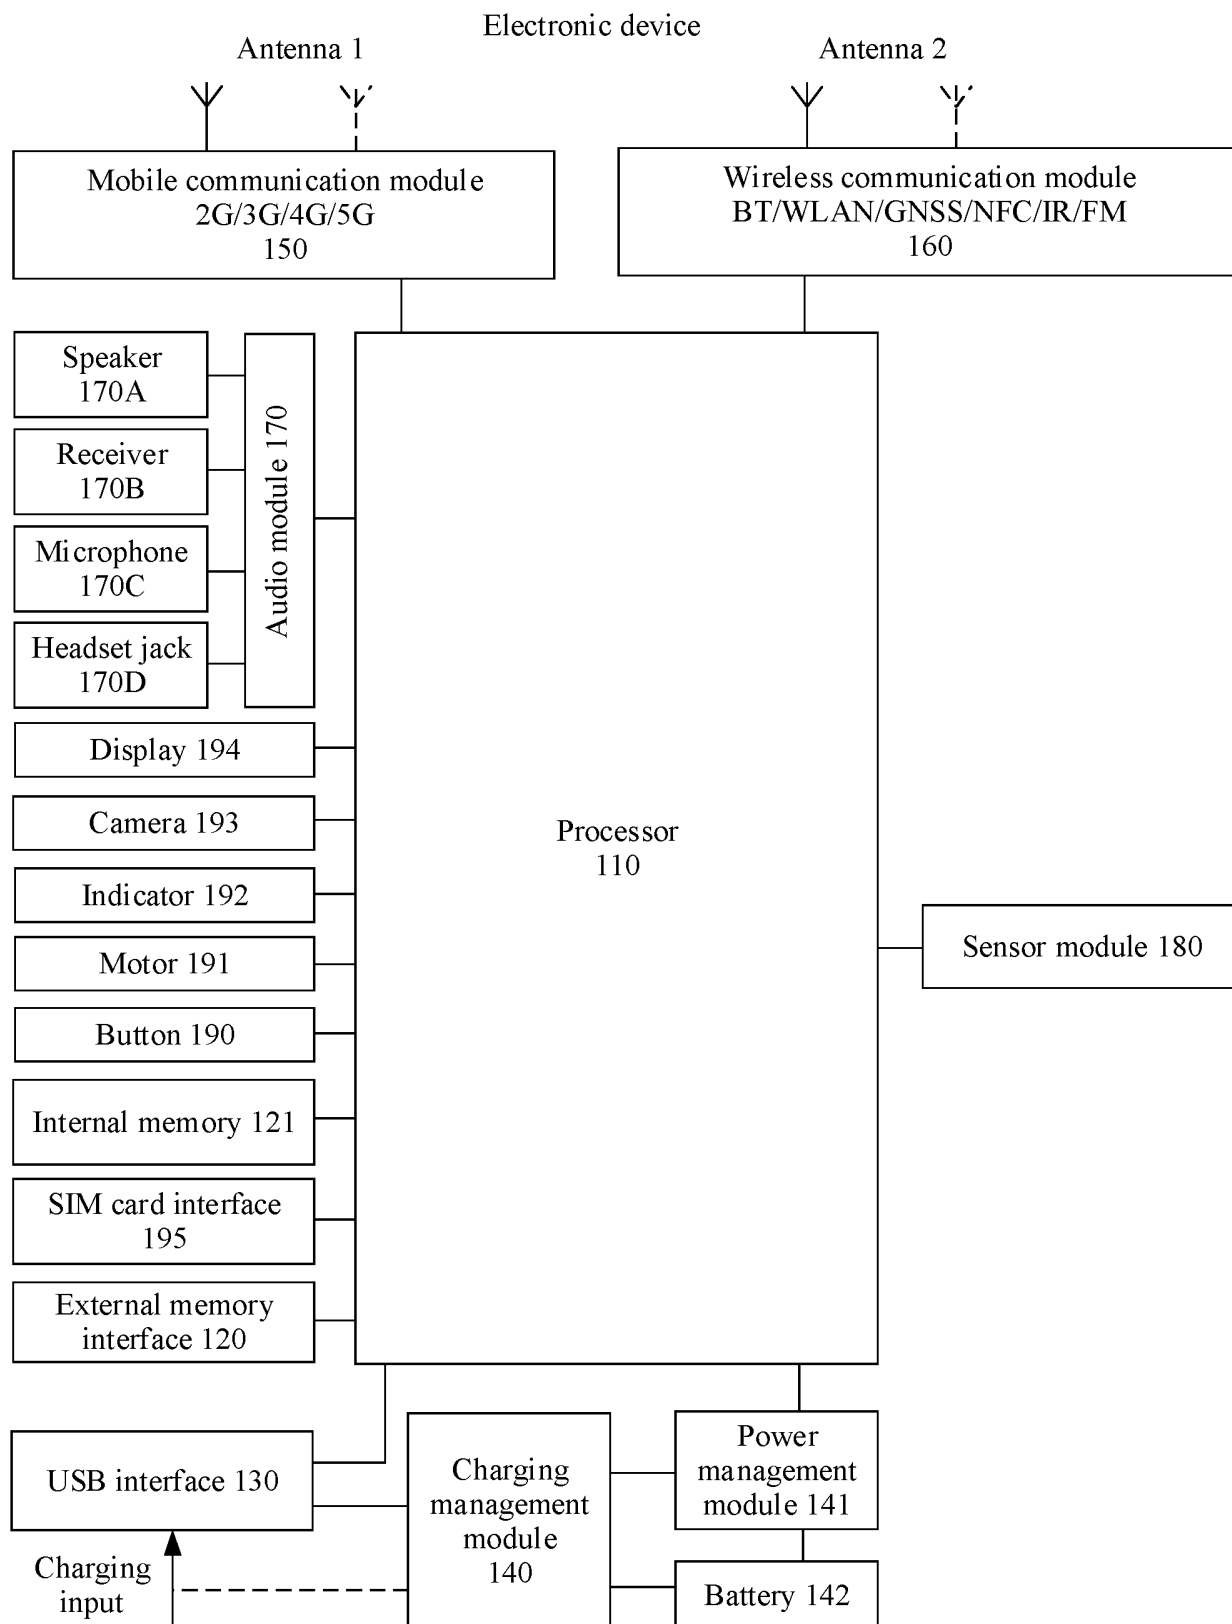 Electronic device
Antenna 1
Antenna 2
Mobile communication module
2G/3G/4G/5G
150
Wireless communication module
BT/WLAN/GNSS/NFC/IR/FM
160
Speaker
170A
Receiver
170B
Microphone
170C
Headset jack
170D
Audio module 170
Display 194
Camera 193
Indicator 192
Motor 191
Button 190
Internal memory 121
SIM card interface
195
External memory
interface 120
Processor
110
Sensor module 180
USB interface 130
Charging
input
Charging
management
module
140
Power
management
module 141
Battery 142